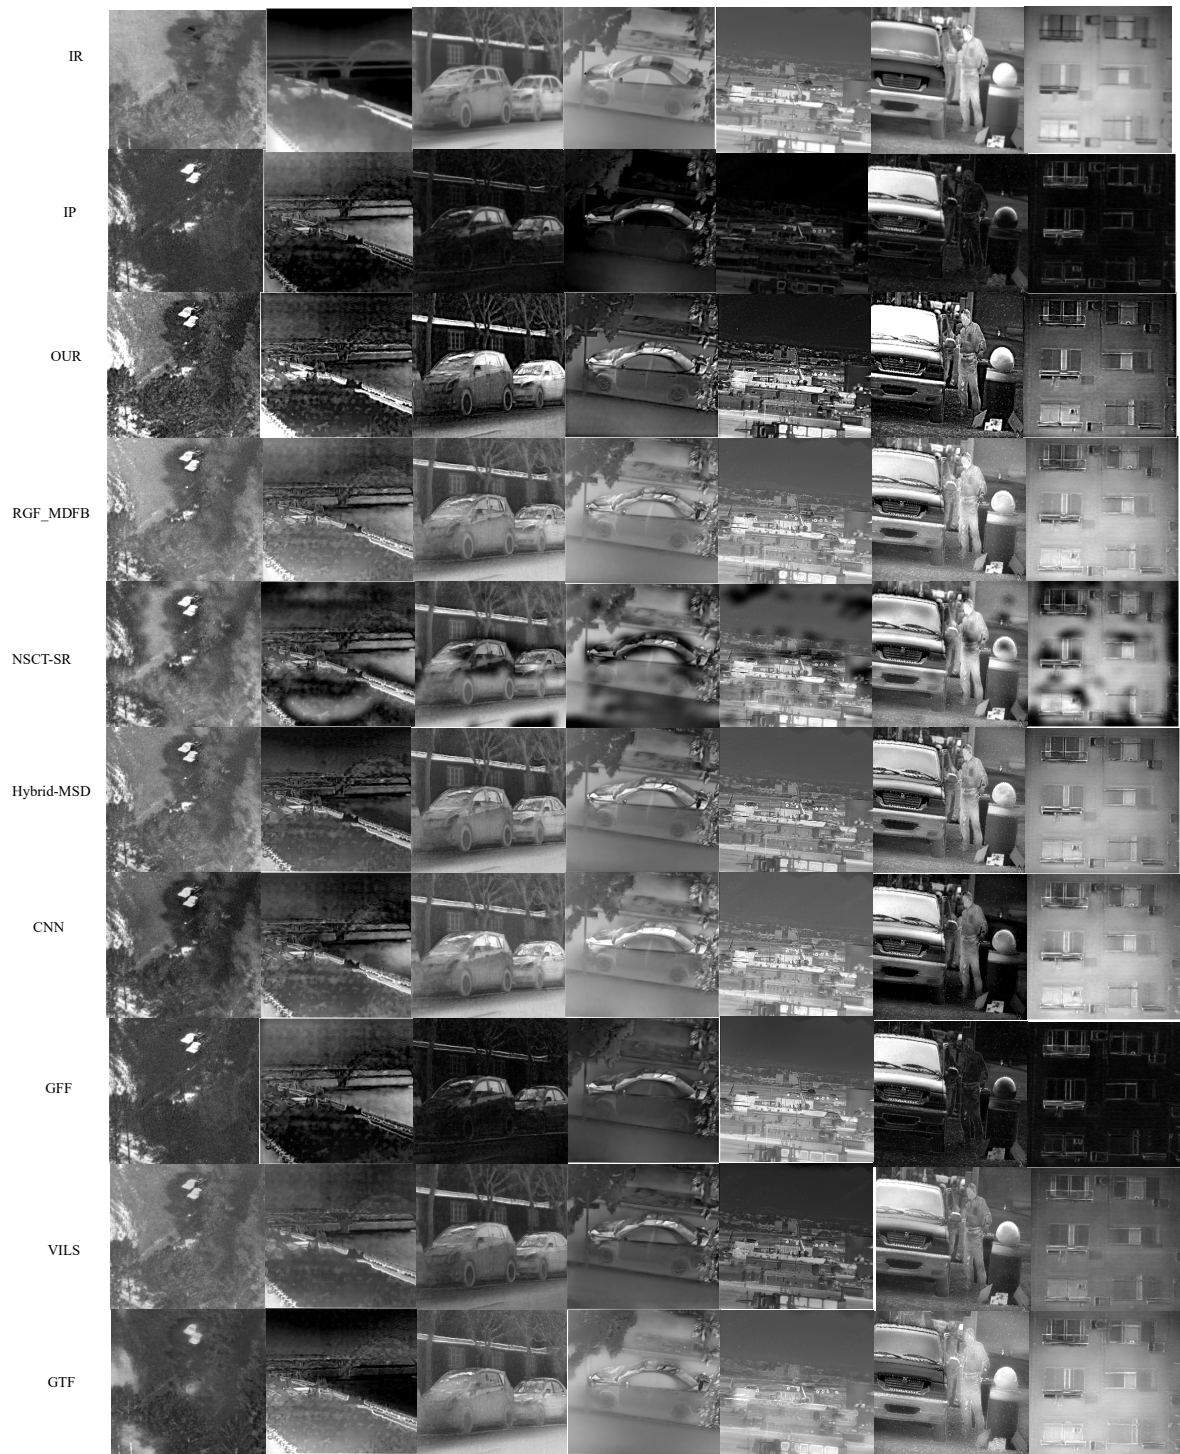 IR
IP
OUR
RGF_MDFB
NSCT-SR
Hybrid-MSD
CNN
GFF
VILS
GTF